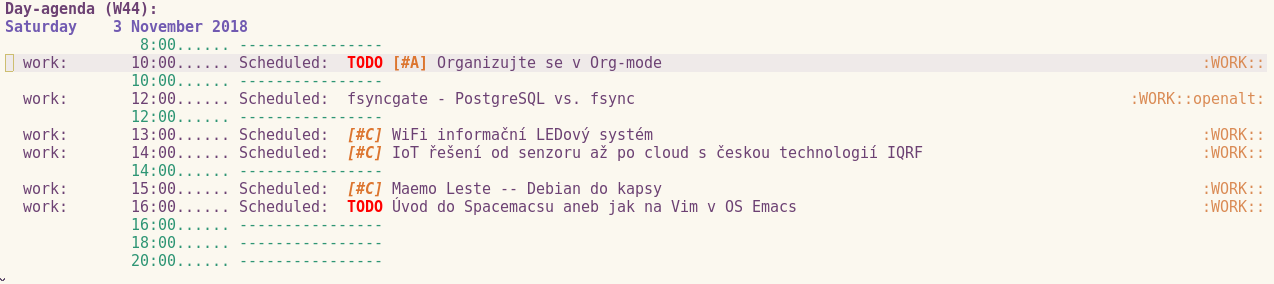 Day-agenda (W44):
Saturday    3 November 2018
               8:00...... ----------------
  work:       10:00...... Scheduled:  TODO [#A] Organizujte se v Org-mode                                                            :WORK::
              10:00...... ----------------
  work:       12:00...... Scheduled:  fsyncgate - PostgreSQL vs. fsync                                                       :WORK::openalt:
              12:00...... ----------------
  work:       13:00...... Scheduled:  [#C] WiFi informační LEDový systém                                                             :WORK::
  work:       14:00...... Scheduled:  [#C] IoT řešení od senzoru až po cloud s českou technologií IQRF                               :WORK::
              14:00...... ----------------
  work:       15:00...... Scheduled:  [#C] Maemo Leste -- Debian do kapsy                                                            :WORK::
  work:       16:00...... Scheduled:  TODO Úvod do Spacemacsu aneb jak na Vim v OS Emacs                                             :WORK::
              16:00...... ----------------
              18:00...... ----------------
              20:00...... ----------------
~